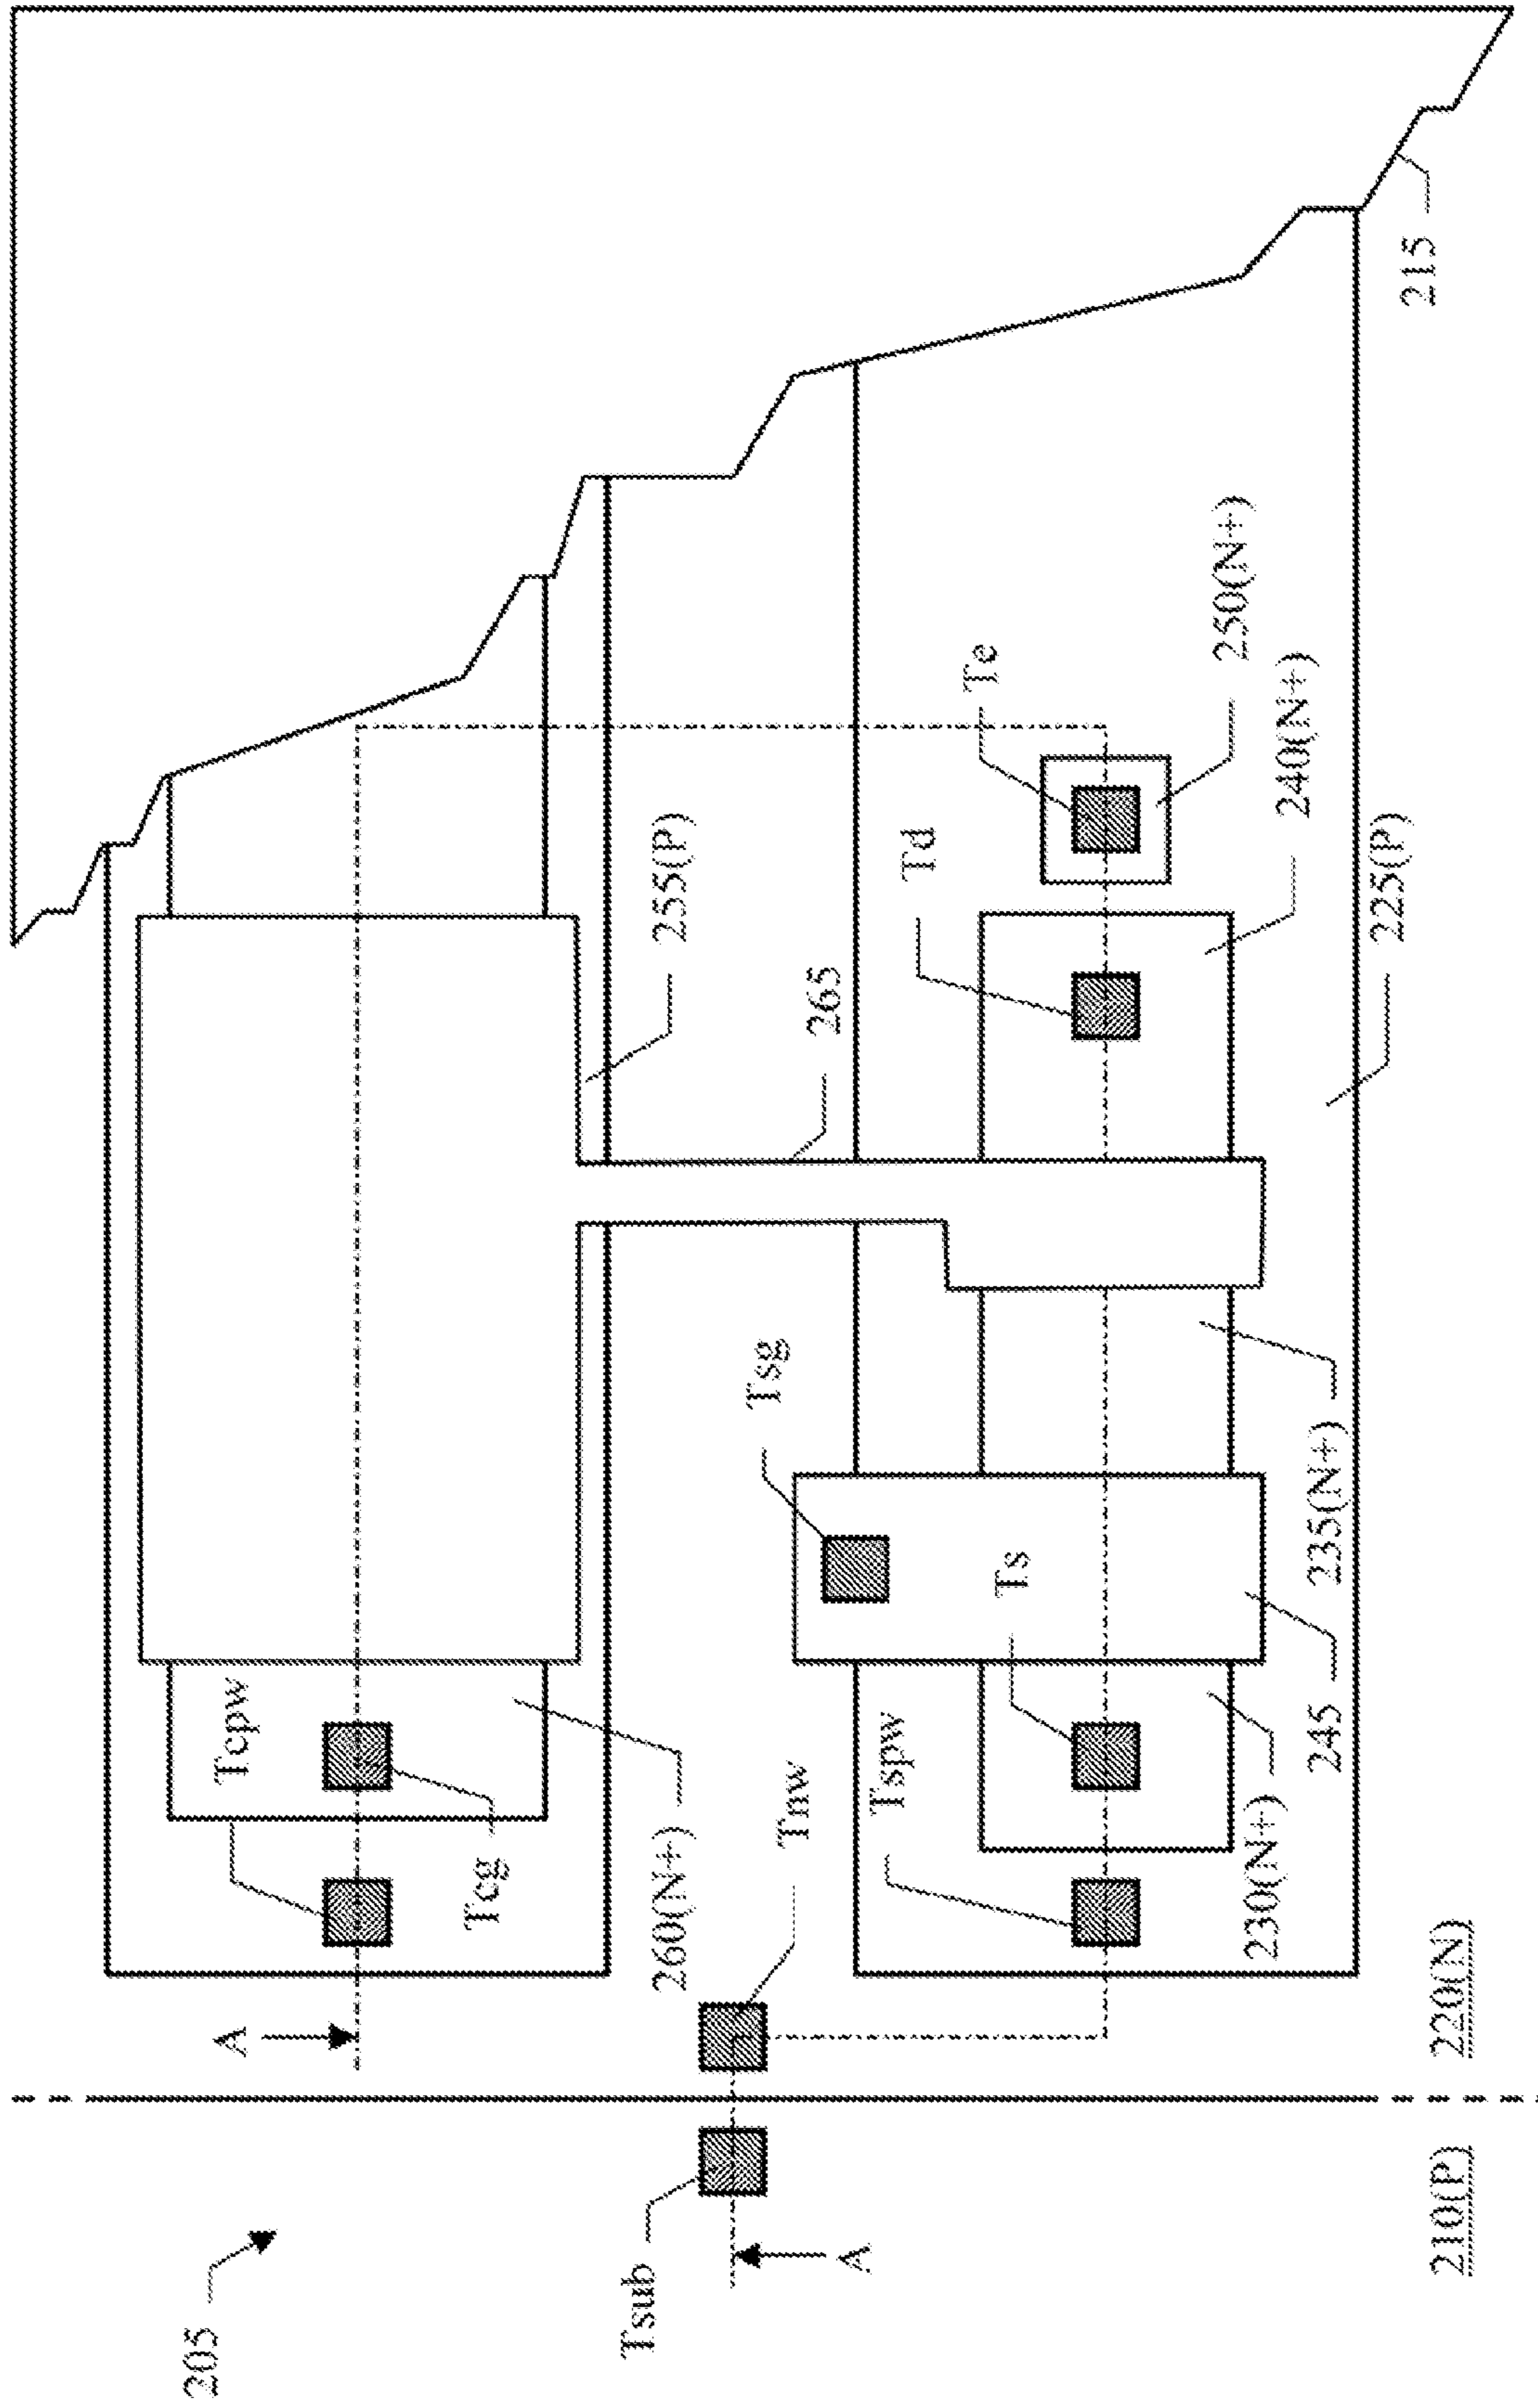 205
A
Tsub
A
210(P)
220(N)
Tcpw
Tcg
260(N+)
Tnw
Tspw
230(N+)
Ts
245
Tsg
235(N+)
265
255(P)
Td
Te
225(P)
240(N+)
250(N+)
215